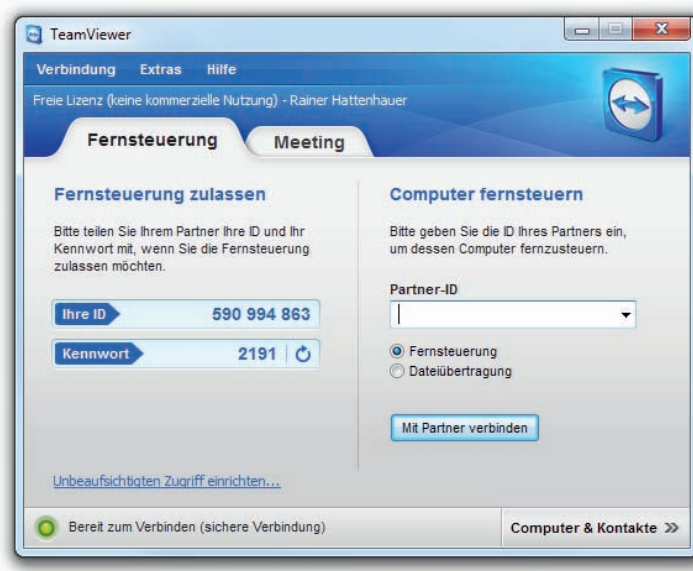 TeamViewer
Verbindung Extras Hilfe
Freie Lizenz (keine kommerzielle Nutzung) - Rainer Hattenhauer
Fernsteuerung Meeting
Fernsteuerung zulassen
Bitte teilen Sie Ihrem Partner Ihre ID und Ihr
Kennwort mit, wenn Sie die Fernsteuerung
zulassen möchten.
Ihre ID 590 994 863
Kennwort 2191
Unbeaufsichtigten Zugriff einrichten...
Computer fernsteuern
Bitte geben Sie die ID Ihres Partners ein,
um dessen Computer fernzusteuern.
Partner-ID
Fernsteuerung
Dateiübertragung
Mit Partner verbinden
Bereit zum Verbinden (sichere Verbindung)
Computer & Kontakte >>